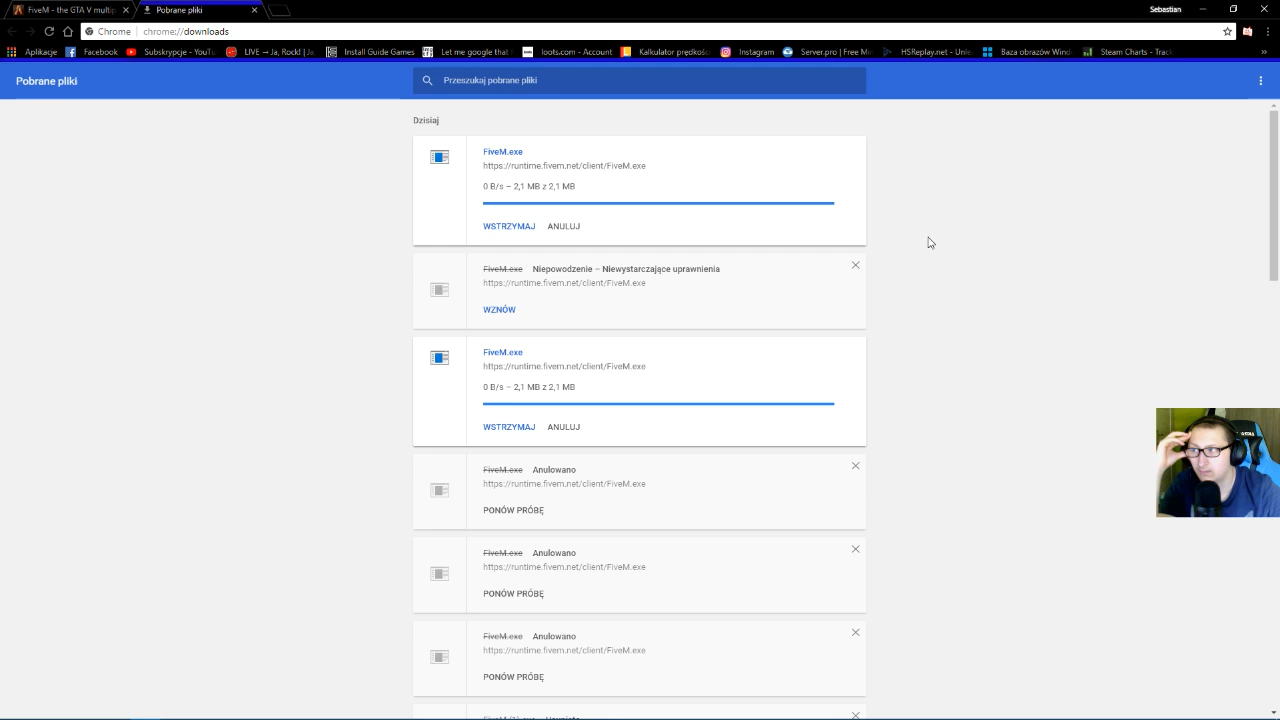 FiveM - the GTA V multip
Pobrane pliki
Sebastian
Chrome
chrome://downloads
Aplikacje
Facebook
Subskrypcje - YouTu
LIVE → Ja, Rock! | Ja
Install Guide Games
Let me google that f
loots.com - Account
Kalkulator prędkośc
Instagram
Server.pro | Free Min
HSReplay.net - Unle
Baza obrazów Windo
Steam Charts - Track
»
Pobrane pliki
Przeszukaj pobrane pliki
Dzisiaj
FiveM.exe
https://runtime.fivem.net/client/FiveM.exe
0 B/s – 2,1 MB z 2,1 MB
WSTRZYMAJ ANULUJ
FiveM.exe Niepowodzenie – Niewystarczające uprawnienia
https://runtime.fivem.net/client/FiveM.exe
WZNÓW
FiveM.exe
https://runtime.fivem.net/client/FiveM.exe
0 B/s – 2,1 MB z 2,1 MB
WSTRZYMAJ ANULUJ
FiveM.exe Anulowano
https://runtime.fivem.net/client/FiveM.exe
PONÓW PRÓBĘ
FiveM.exe Anulowano
https://runtime.fivem.net/client/FiveM.exe
PONÓW PRÓBĘ
FiveM.exe Anulowano
https://runtime.fivem.net/client/FiveM.exe
PONÓW PRÓBĘ